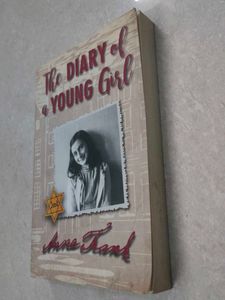 The DIARY of
a YOUNG Girl
Anne Frank